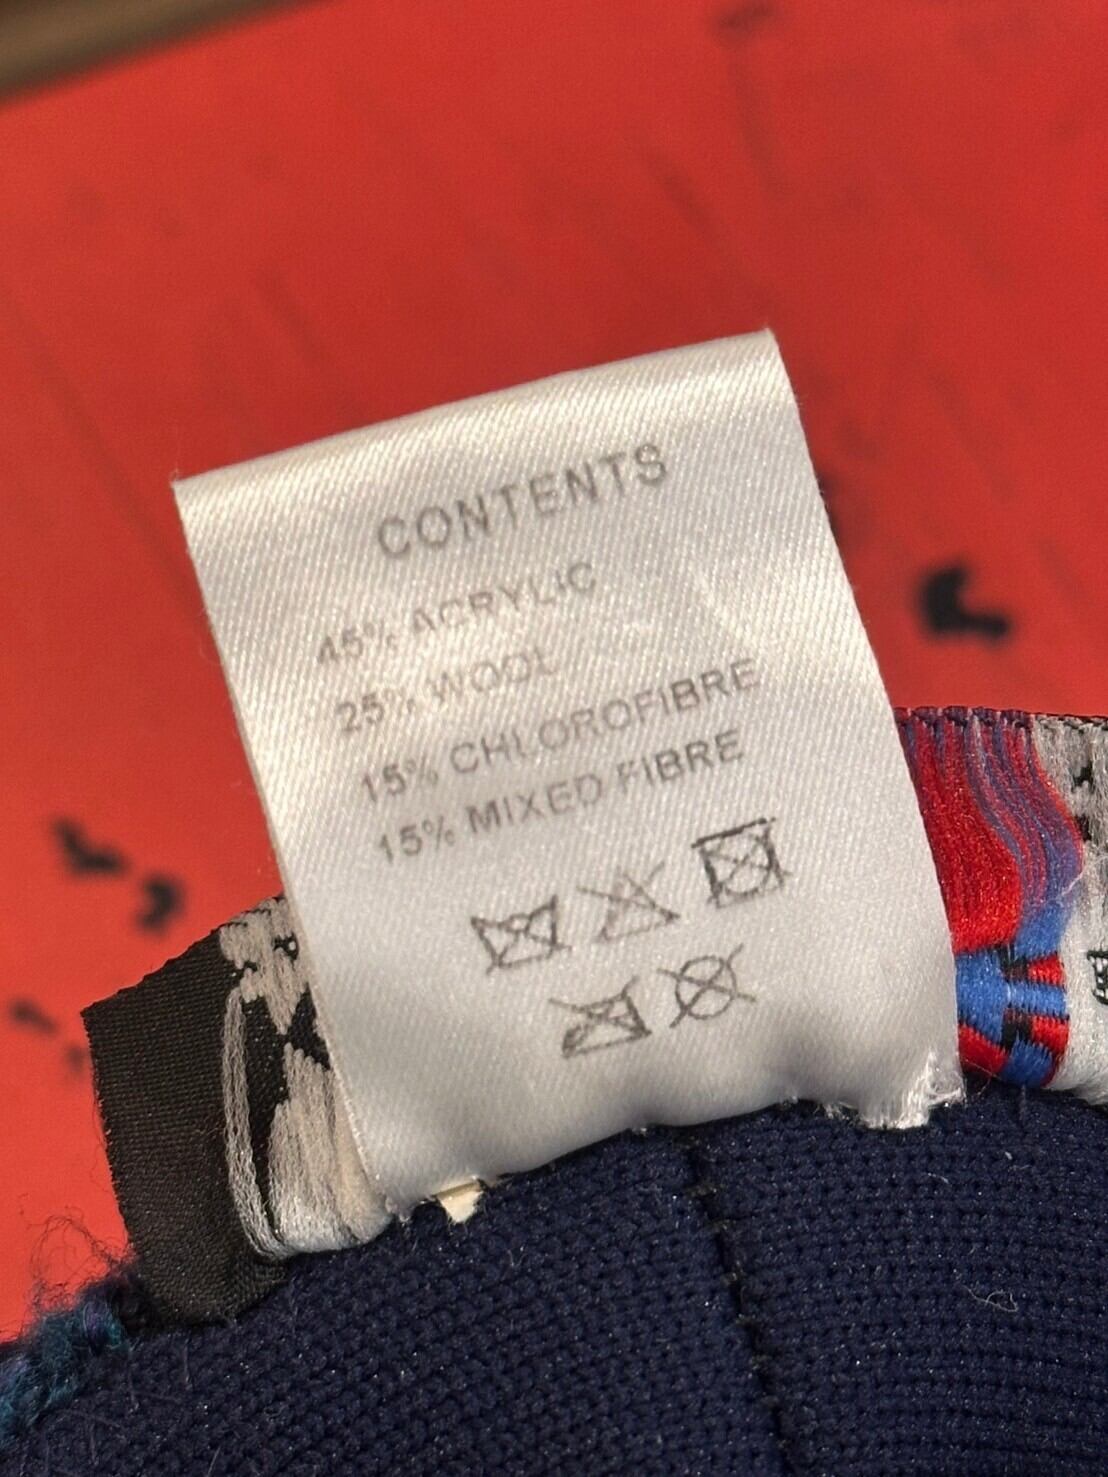 CONTENTS
45% ACRYLIC
25% WOOL
15% CHLOROFIBRE
15% MIXED FIBRE